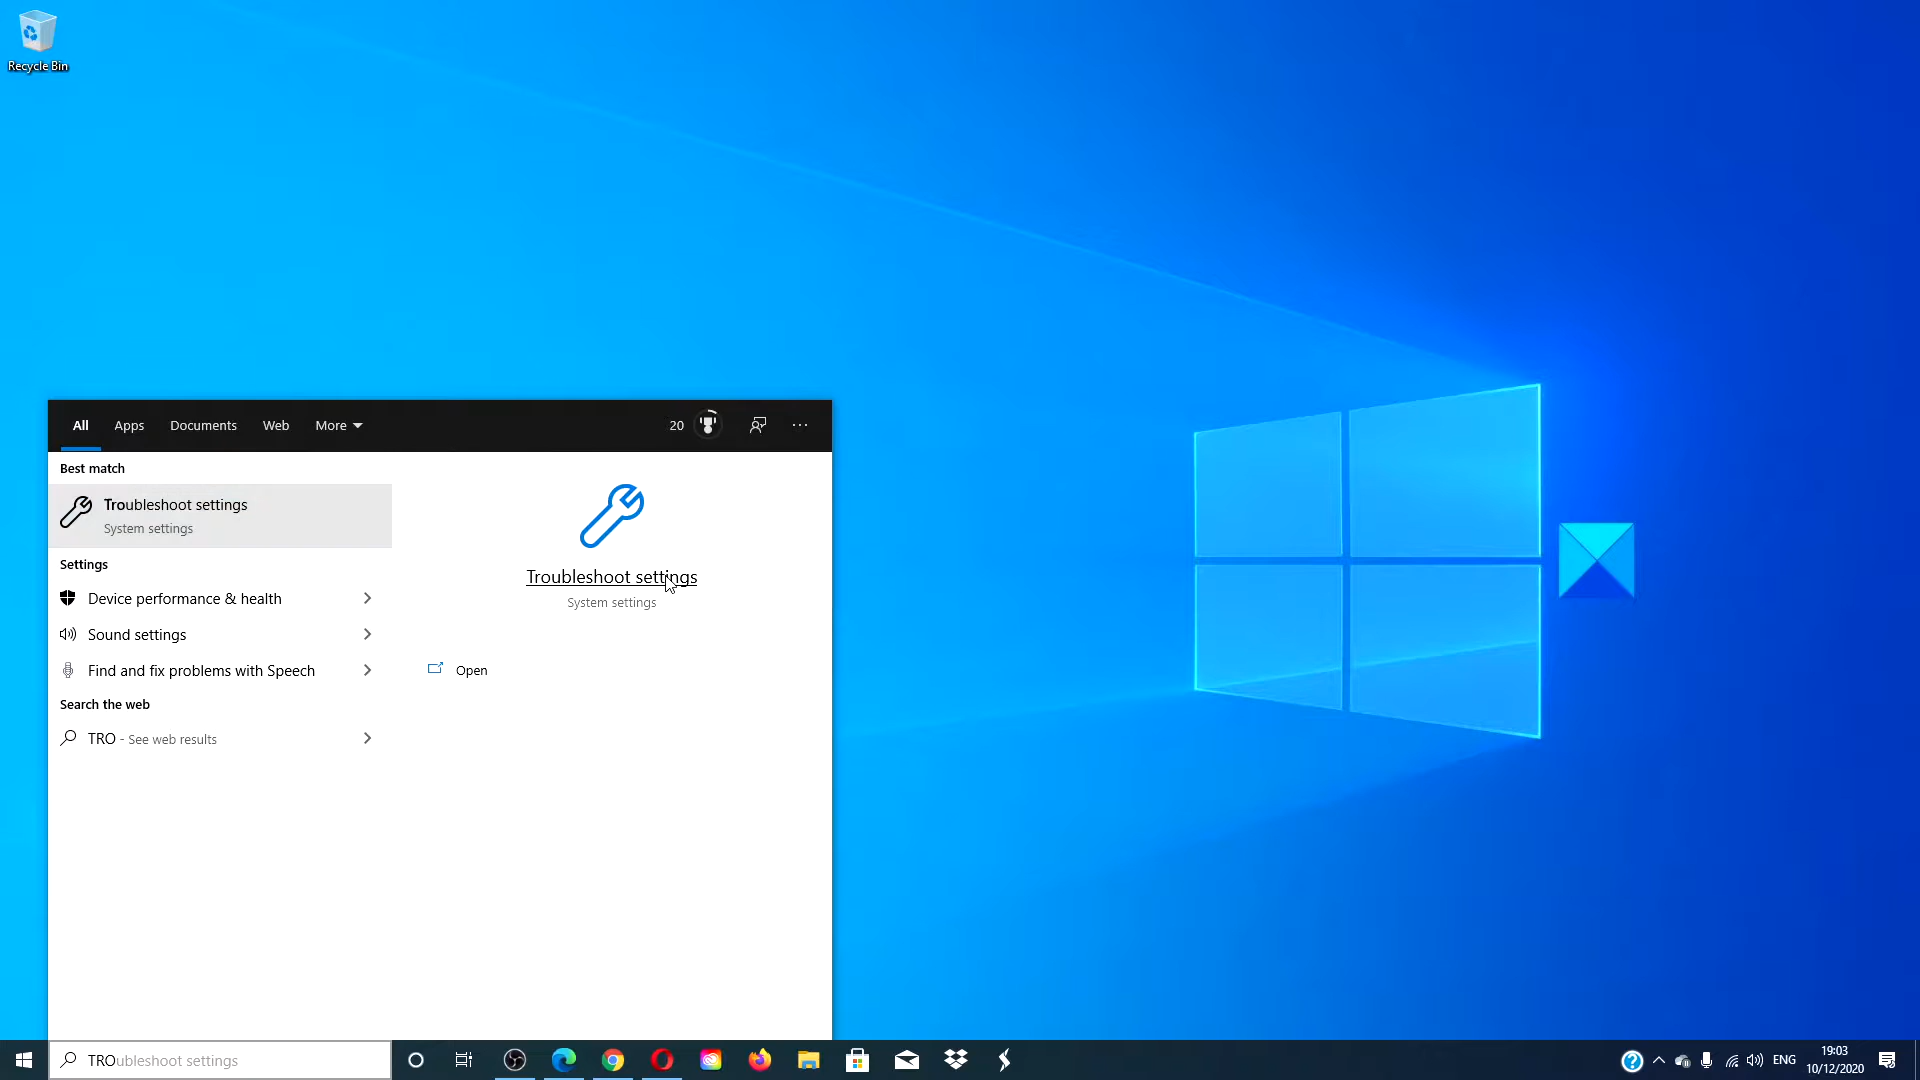 Recycle Bin
All Apps Documents Web More 20 ...
Best match
Troubleshoot settings
System settings
Settings
Device performance & health
Sound settings
Find and fix problems with Speech
Search the web
TRO - See web results
Troubleshoot settings
System settings
Open
TROubleshoot settings
ENG
19:03
10/12/2020